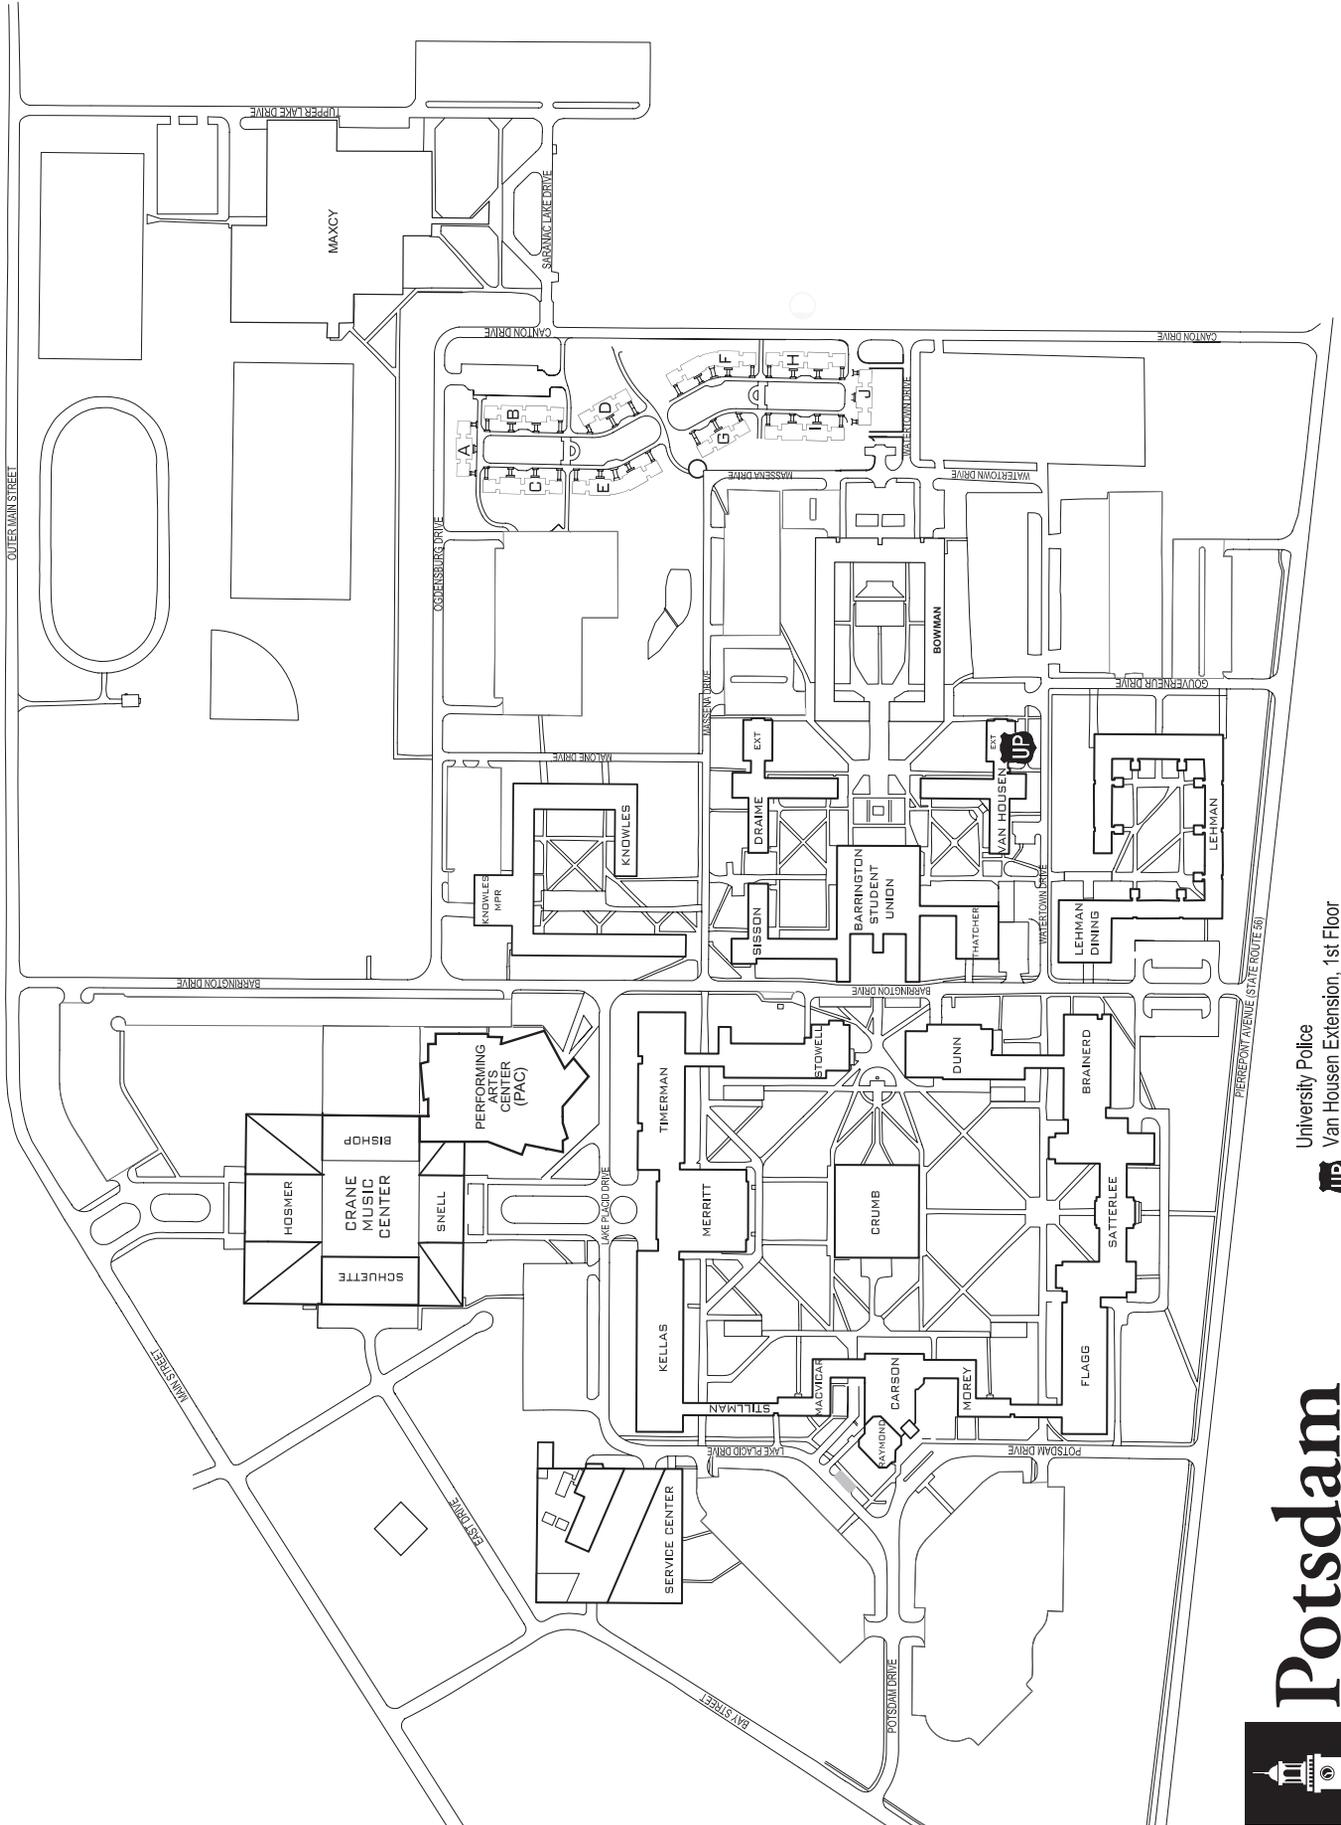 OUTER MAIN STREET
TUPPER LAKE DRIVE
MAXCY
SARANAC LAKE DRIVE
CANTON DRIVE
CANTON DRIVE
A
B
C
D
E
F
G
H
I
J
WATERTOWN DRIVE
WATERTOWN DRIVE
MASSENA DRIVE
OGDENSBURG DRIVE
BOWMAN
GOUVERNEUR DRIVE
MASSENA DRIVE
MALONE DRIVE
EXT
DRAIME
EXT
UP
VAN HOUSEN
KNOWLES
KNOWLES
MPR
LEHMAN
LEHMAN
DINING
SISSON
BARRINGTON
STUDENT
UNION
THATCHER
WATERTOWN DRIVE
BARRINGTON DRIVE
BARRINGTON DRIVE
PIERREPONT AVENUE (STATE ROUTE 56)
PERFORMING
ARTS
CENTER
(PAC)
TIMERMAN
STOWELL
DUNN
BRAINERD
BISHOP
HOSMER
CRANE
MUSIC
CENTER
SNELL
SCHUETTE
LAKE PLACID DRIVE
MERRITT
CRUMB
SATTERLEE
MAIN STREET
KELLAS
STILLMAN
MACVICAR
CARSON
RAYMOND
MOREY
FLAGG
LAKE PLACID DRIVE
POTSDAM DRIVE
EAST DRIVE
SERVICE CENTER
BAY STREET
POTSDAM DRIVE
University Police
UP Van Housen Extension, 1st Floor
Potsdam